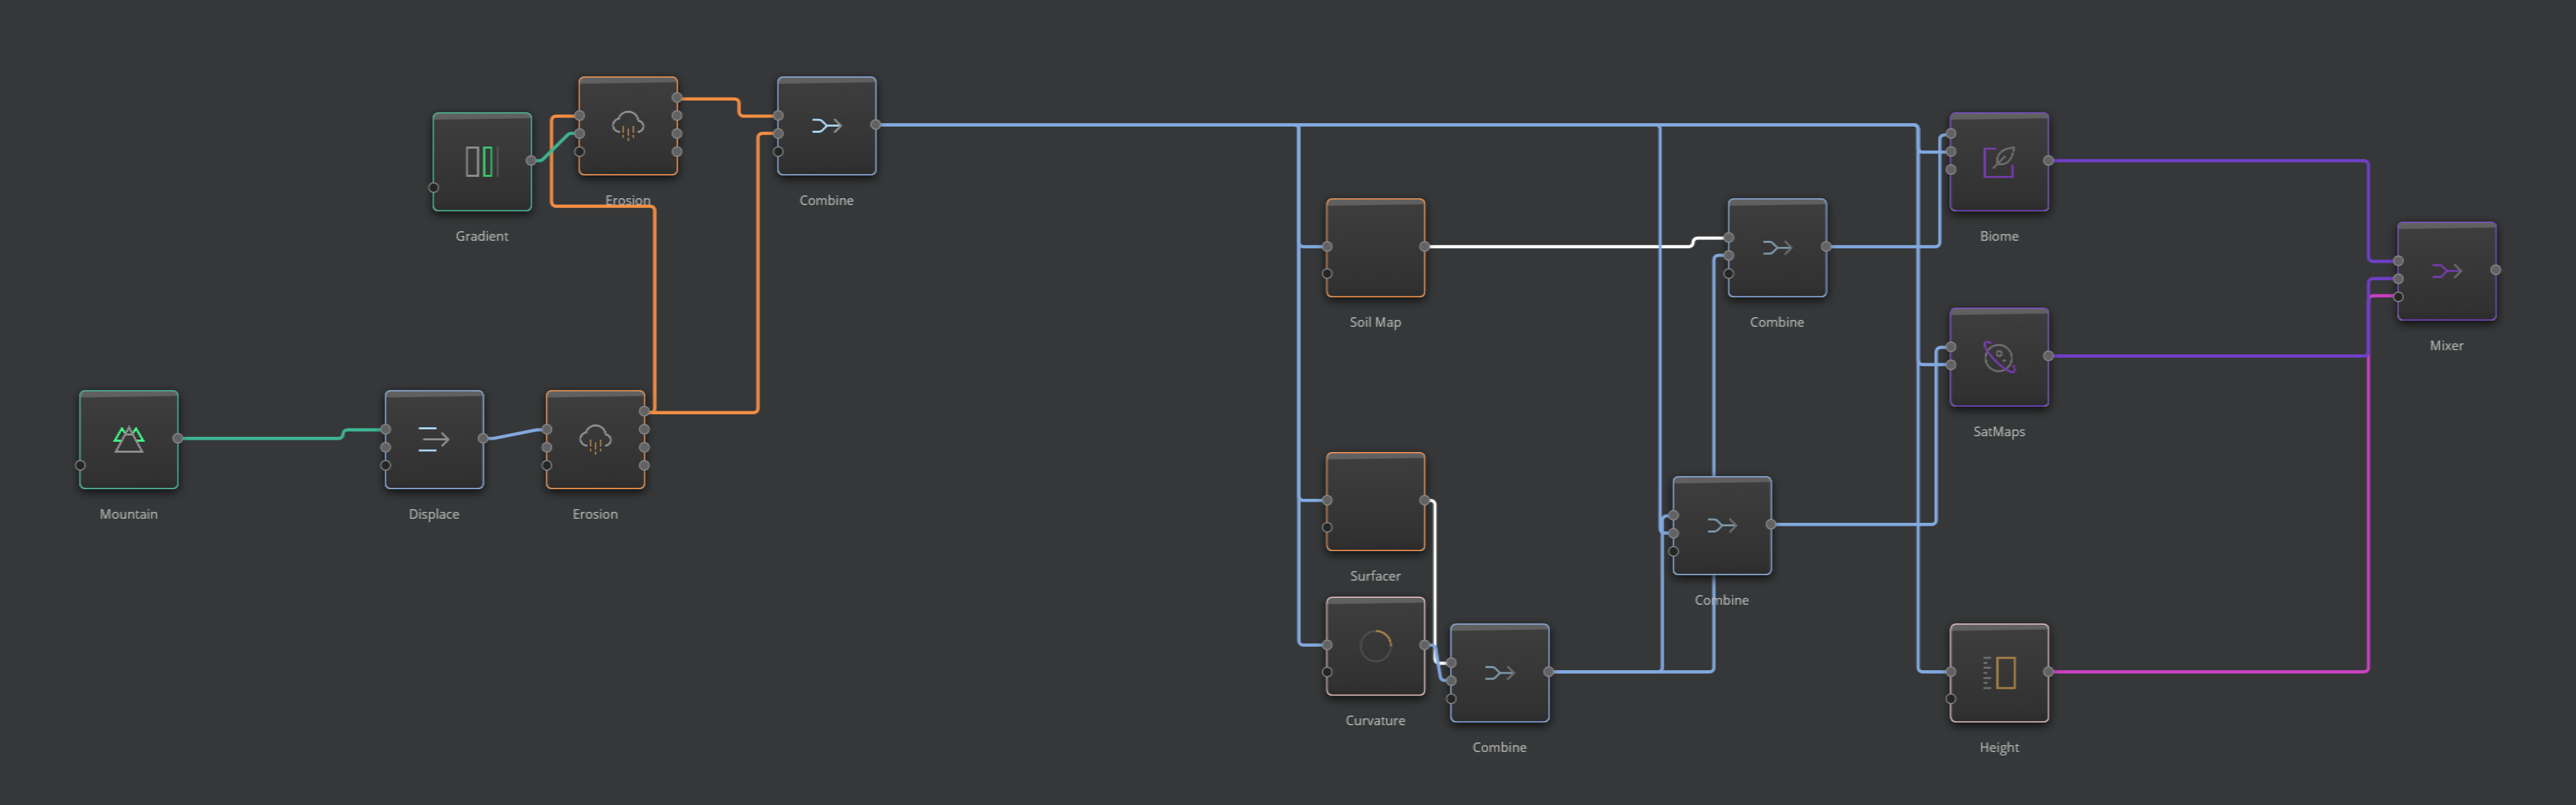 Erosion
Combine
Gradient
Biome
Soil Map
Combine
Mixer
SatMaps
Mountain
Displace
Erosion
Surfacer
Combine
Curvature
Combine
Height